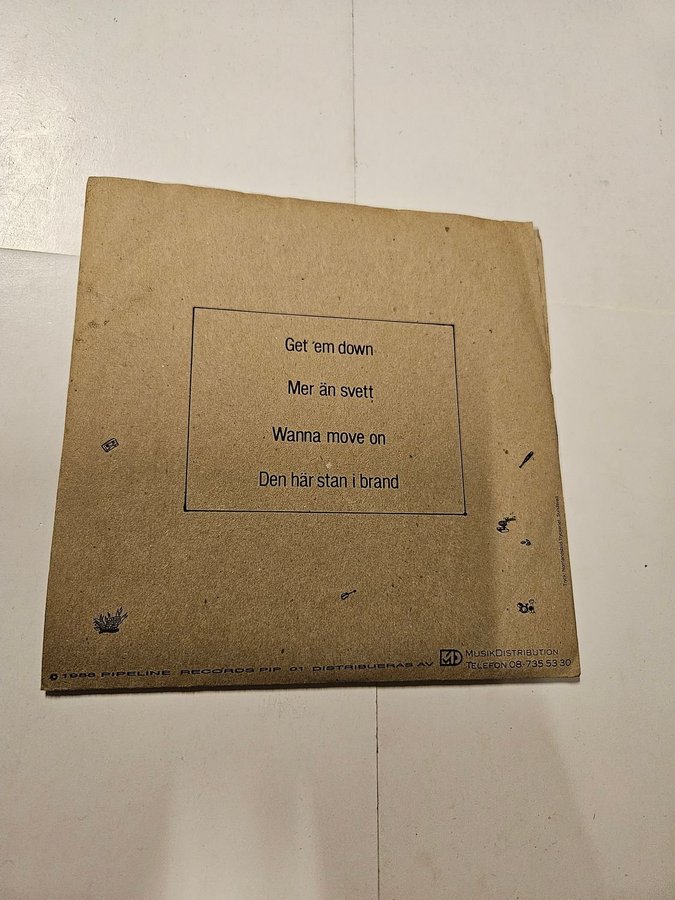 Get 'em down
Mer än svett
Wanna move on
Den här stan i brand
© 1986 PIPELINE RECORDS PIP 01 DISTRIBUERAS AV MD MUSIKDISTRIBUTION
TELEFON 08-735 53 30